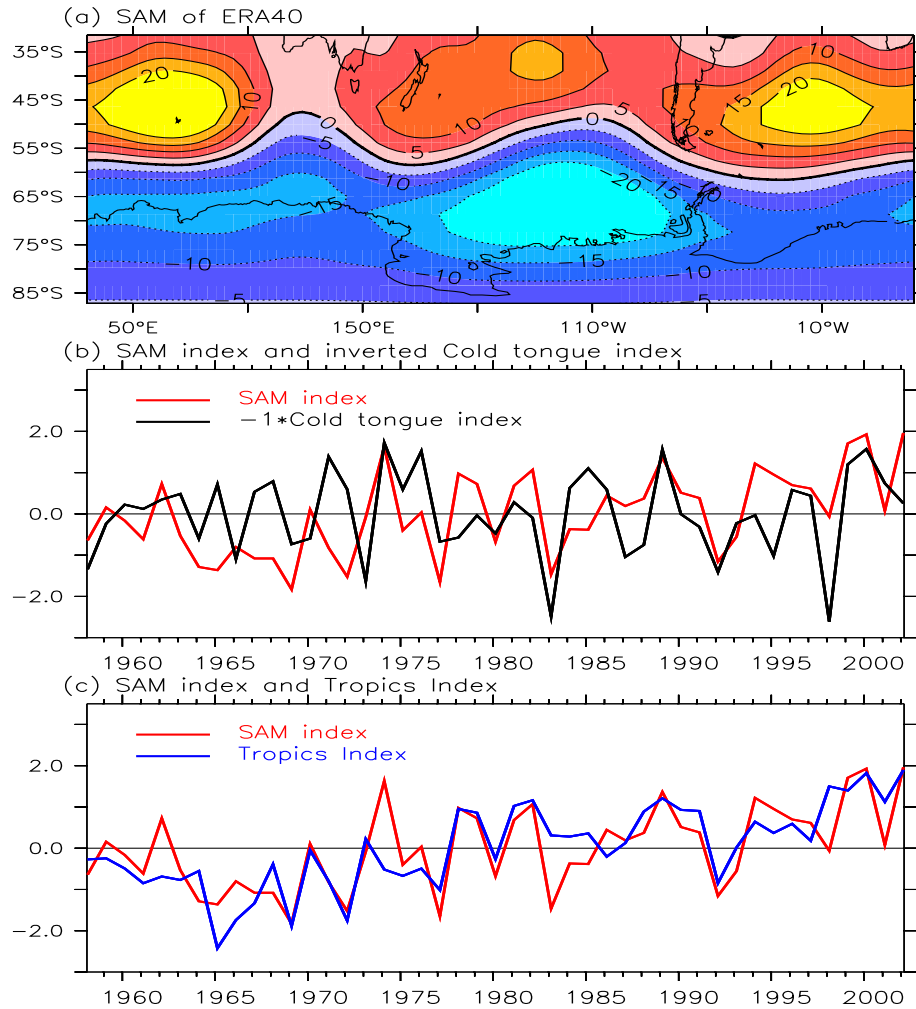 (a) SAM of ERA40
35°S
45°S
55°S
65°S
75°S
85°S
20
10
0
5
-5
10
0
5
-5
10
15
20
-10
-20
-15
-5
-10
-15
-10
-10
-5
-5
50°E 150°E 110°W 10°W
(b) SAM index and inverted Cold tongue index
SAM index
-1*Cold tongue index
2.0
0.0
-2.0
1960 1965 1970 1975 1980 1985 1990 1995 2000
(c) SAM index and Tropics Index
SAM index
Tropics Index
2.0
0.0
-2.0
1960 1965 1970 1975 1980 1985 1990 1995 2000